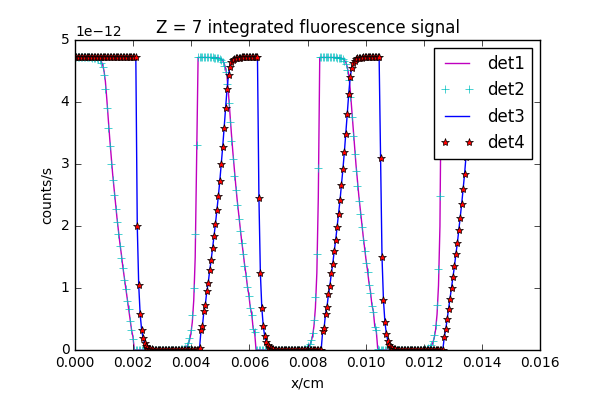 Z = 7 integrated fluorescence signal
1e−12
5
4
3
2
1
0
counts/s
det1
det2
det3
det4
0.000 0.002 0.004 0.006 0.008 0.010 0.012 0.014 0.016
x/cm